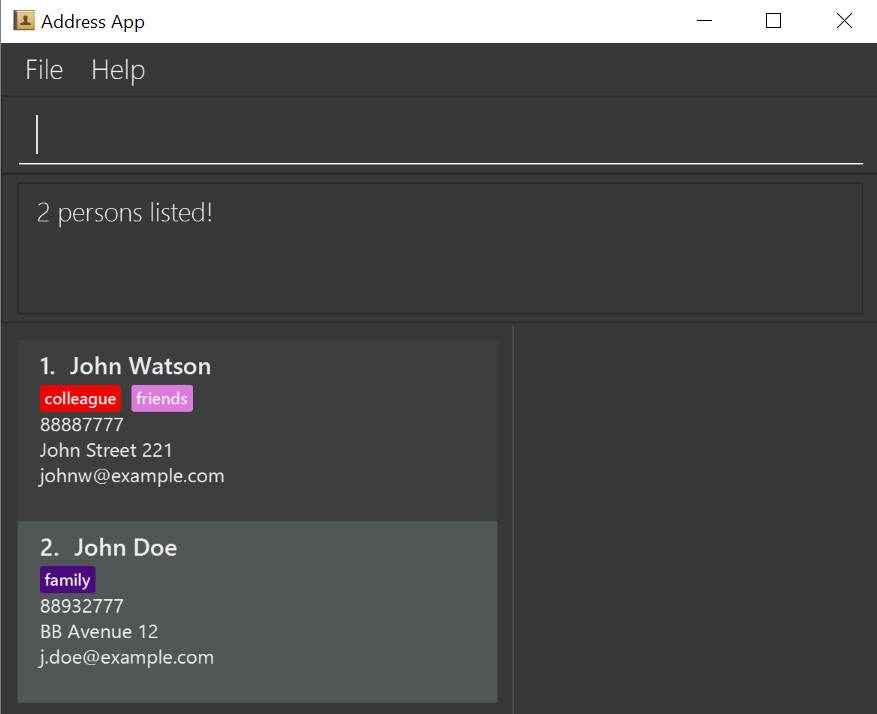 Address App
File Help
2 persons listed!
1. John Watson
colleague friends
88887777
John Street 221
johnw@example.com
2. John Doe
family
88932777
BB Avenue 12
j.doe@example.com